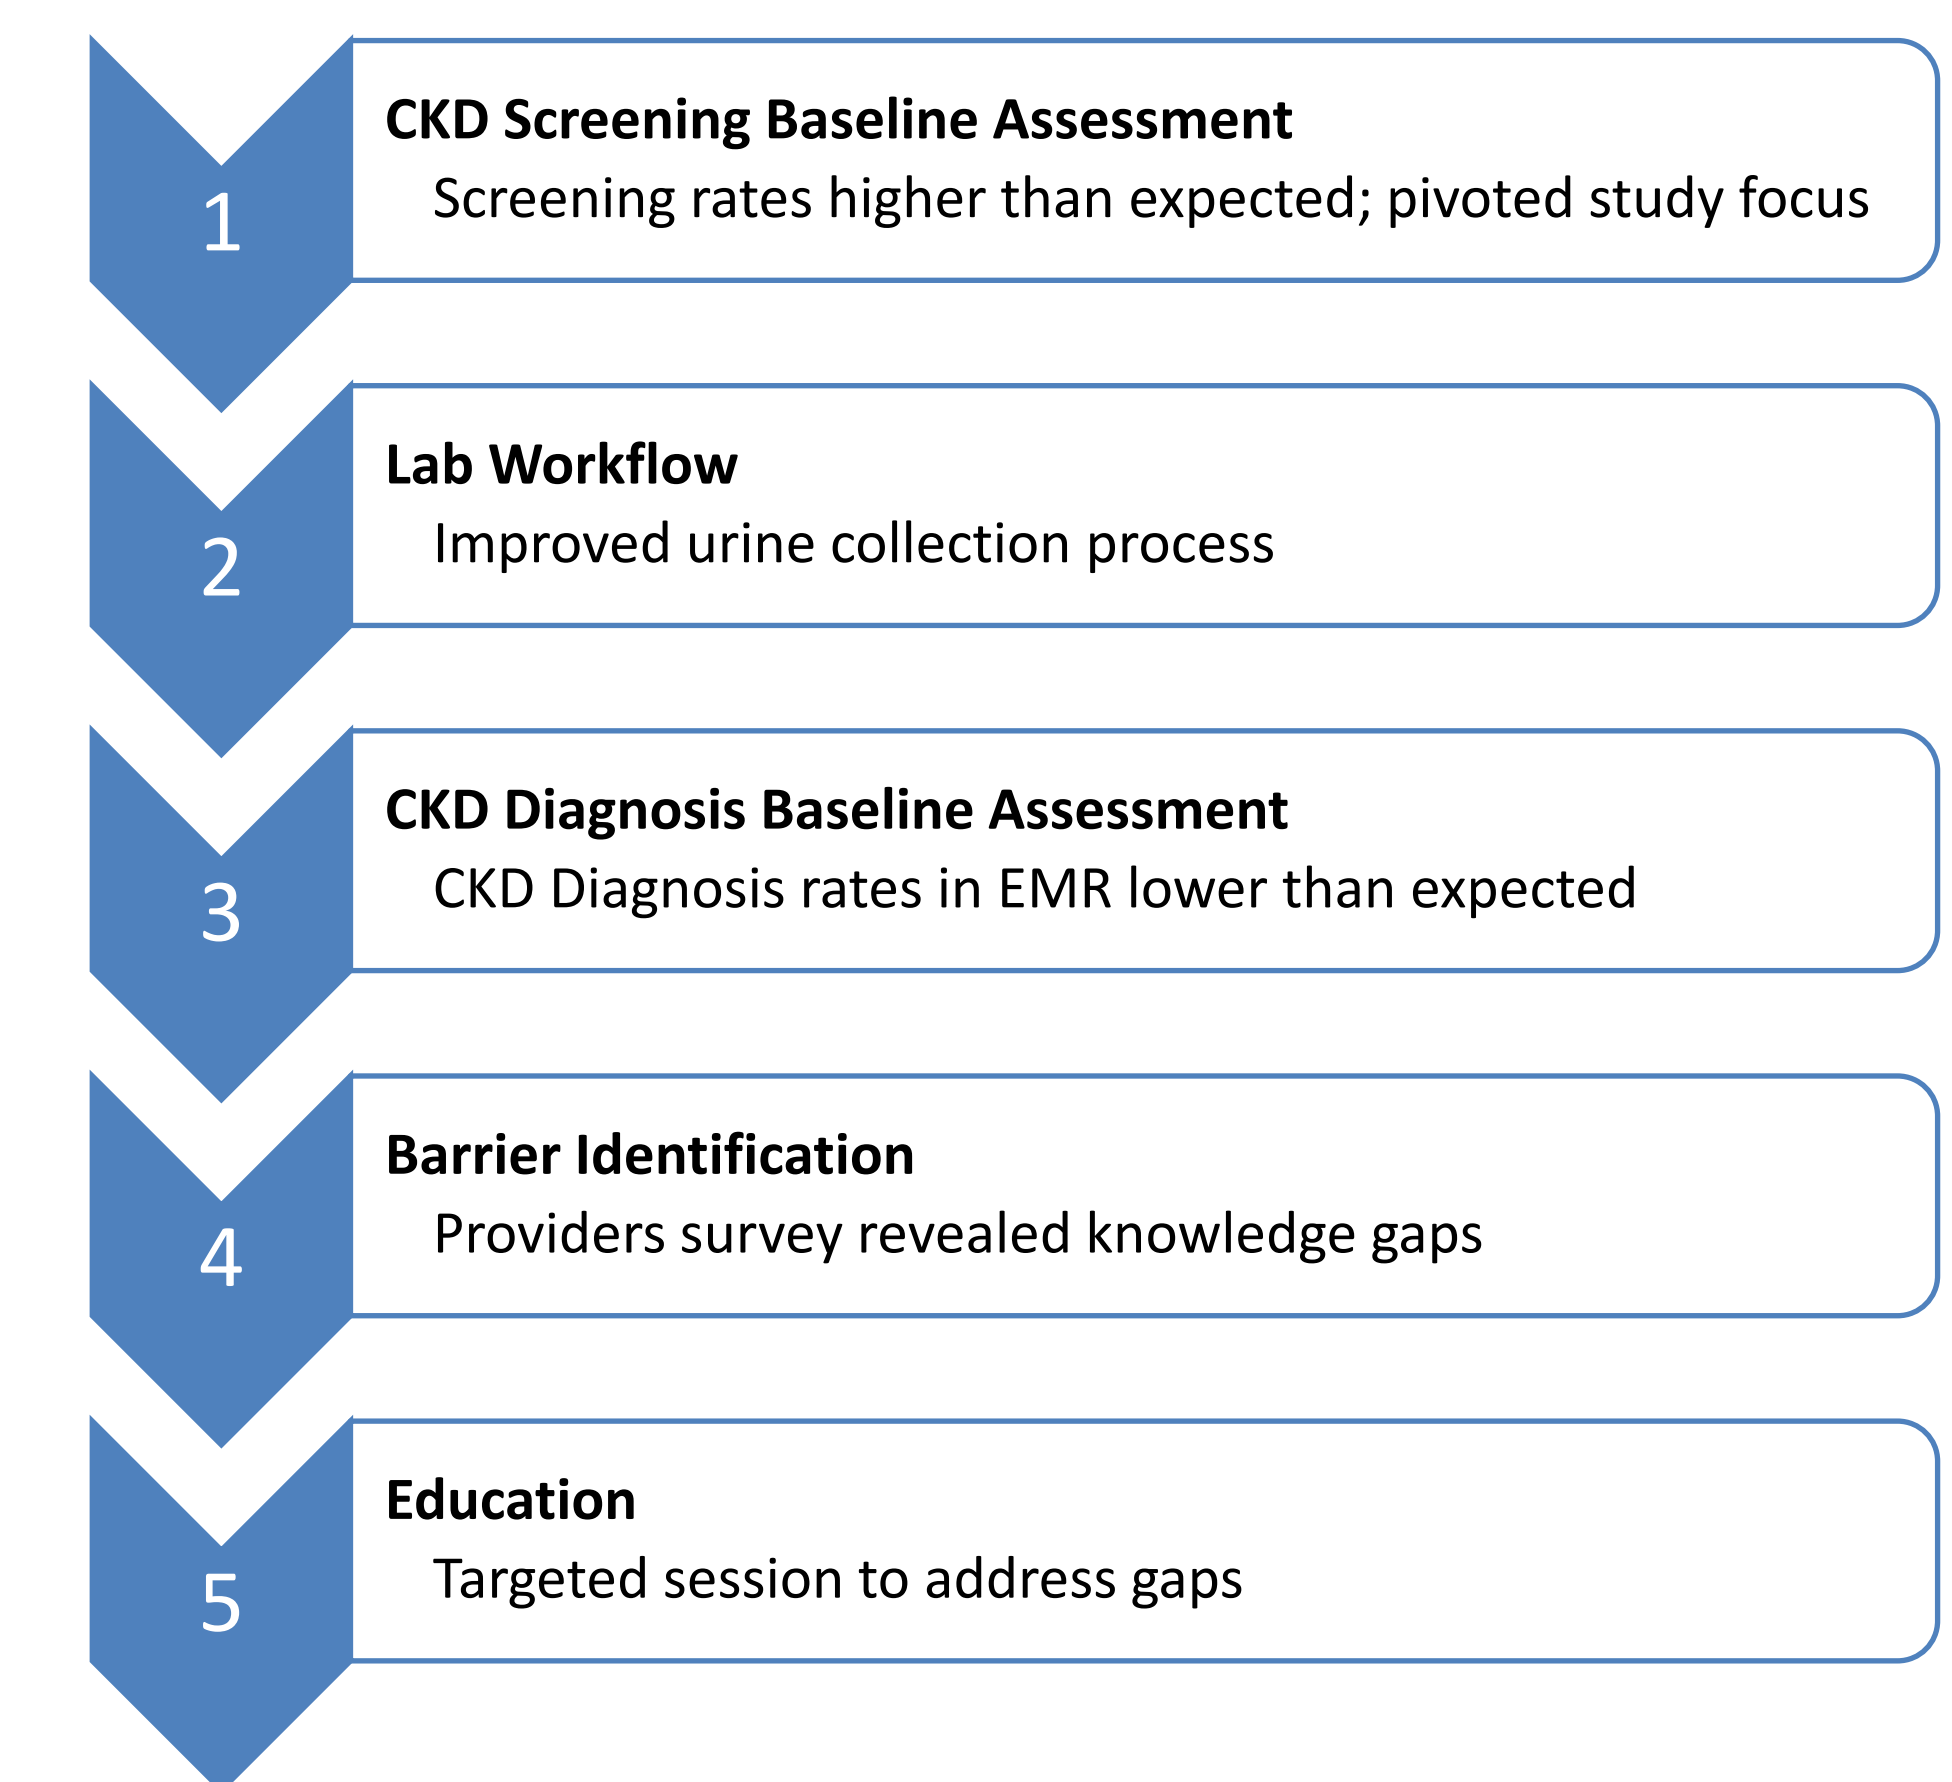 1
CKD Screening Baseline Assessment
Screening rates higher than expected; pivoted study focus
2
Lab Workflow
Improved urine collection process
3
CKD Diagnosis Baseline Assessment
CKD Diagnosis rates in EMR lower than expected
4
Barrier Identification
Providers survey revealed knowledge gaps
5
Education
Targeted session to address gaps